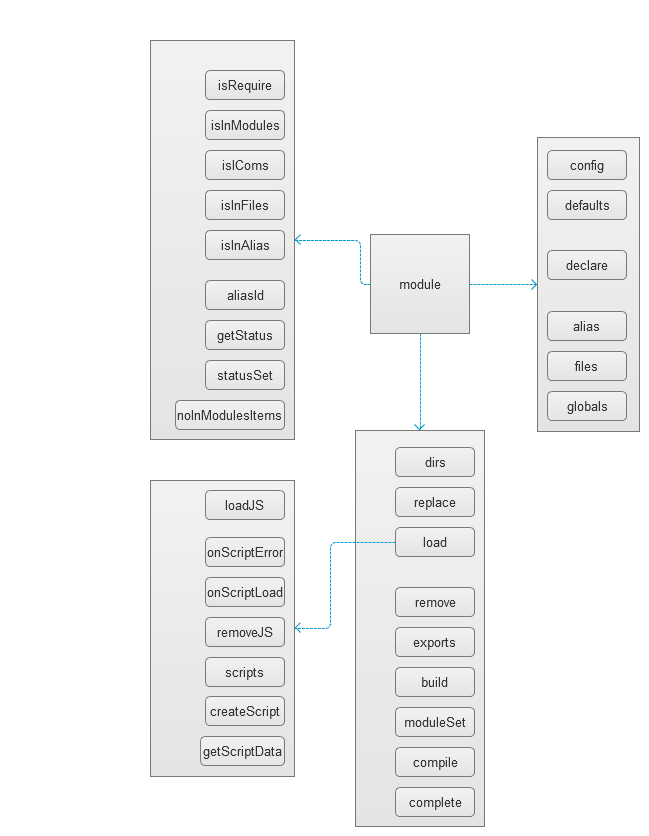 isRequire
isInModules
isIComs
isInFiles
isInAlias
aliasId
getStatus
statusSet
noInModulesItems
module
config
defaults
declare
alias
files
globals
loadJS
onScriptError
onScriptLoad
removeJS
scripts
createScript
getScriptData
dirs
replace
load
remove
exports
build
moduleSet
compile
complete